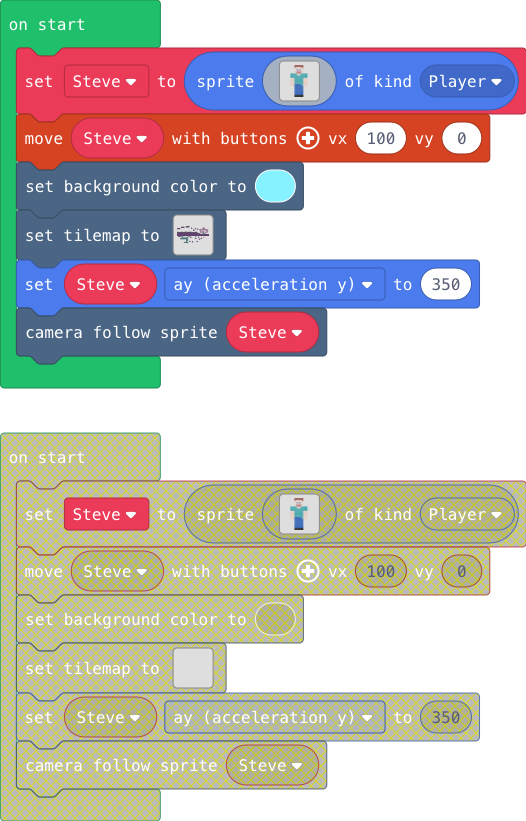 on start
set Steve to sprite of kind Player
move Steve with buttons vx 100 vy 0
set background color to
set tilemap to
set Steve ay (acceleration y) to 350
camera follow sprite Steve
on start
set Steve to sprite of kind Player
move Steve with buttons vx 100 vy 0
set background color to
set tilemap to
set Steve ay (acceleration y) to 350
camera follow sprite Steve